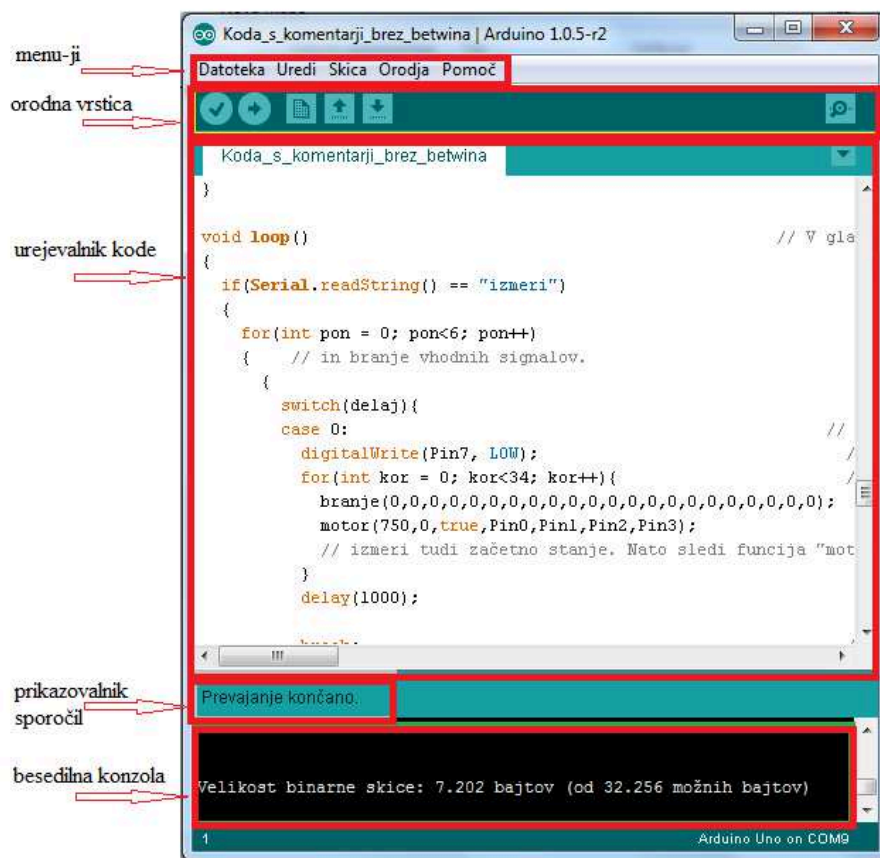 Koda_s_komentarji_brez_betwina | Arduino 1.0.5-r2
menu-ji
Datoteka Uredi Skica Orodja Pomoč
orodna vrstica
Koda_s_komentarji_brez_betwina
}
void loop() // V gla
urejevalnik kode
{
if(Serial.readString() == "izmeri")
{
for(int pon = 0; pon<6; pon++)
{ // in branje vhodnih signalov.
{
switch(delaj){
case 0: //
digitalWrite(Pin7, LOW); /
for(int kor = 0; kor<34; kor++){ /
branje(0,0,0,0,0,0,0,0,0,0,0,0,0,0,0,0,0,0,0,0,0,0);
motor(750,0,true,Pin0,Pin1,Pin2,Pin3);
// izmeri tudi začetno stanje. Nato sledi funcija "mot
}
delay(1000);
prikazovalnik
sporočil
Prevajanje končano.
besedilna konzola
Velikost binarne skice: 7.202 bajtov (od 32.256 možnih bajtov)
1 Arduino Uno on COM9